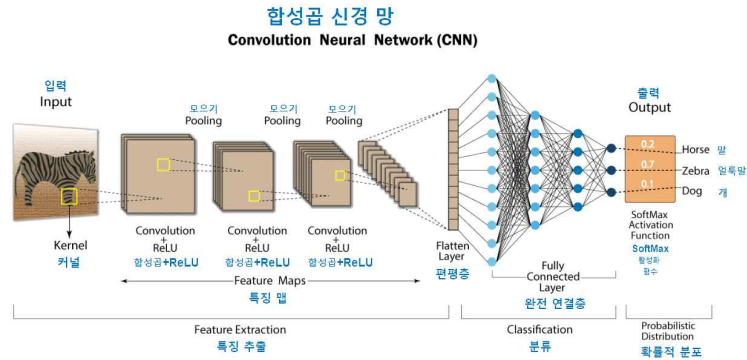 합성곱 신경 망
Convolution Neural Network (CNN)
입력
Input
모으기
Pooling
모으기
Pooling
모으기
Pooling
출력
Output
0.2
Horse 말
0.7
Zebra 얼룩말
0.1
Dog 개
Kernel
커널
Convolution
+
ReLU
합성곱+ReLU
Convolution
+
ReLU
합성곱+ReLU
Convolution
+
ReLU
합성곱+ReLU
Flatten
Layer
편평층
SoftMax
Activation
Function
SoftMax
활성화
함수
Feature Maps
특징 맵
Fully
Connected
Layer
완전 연결층
Feature Extraction
특징 추출
Classification
분류
Probabilistic
Distribution
확률적 분포